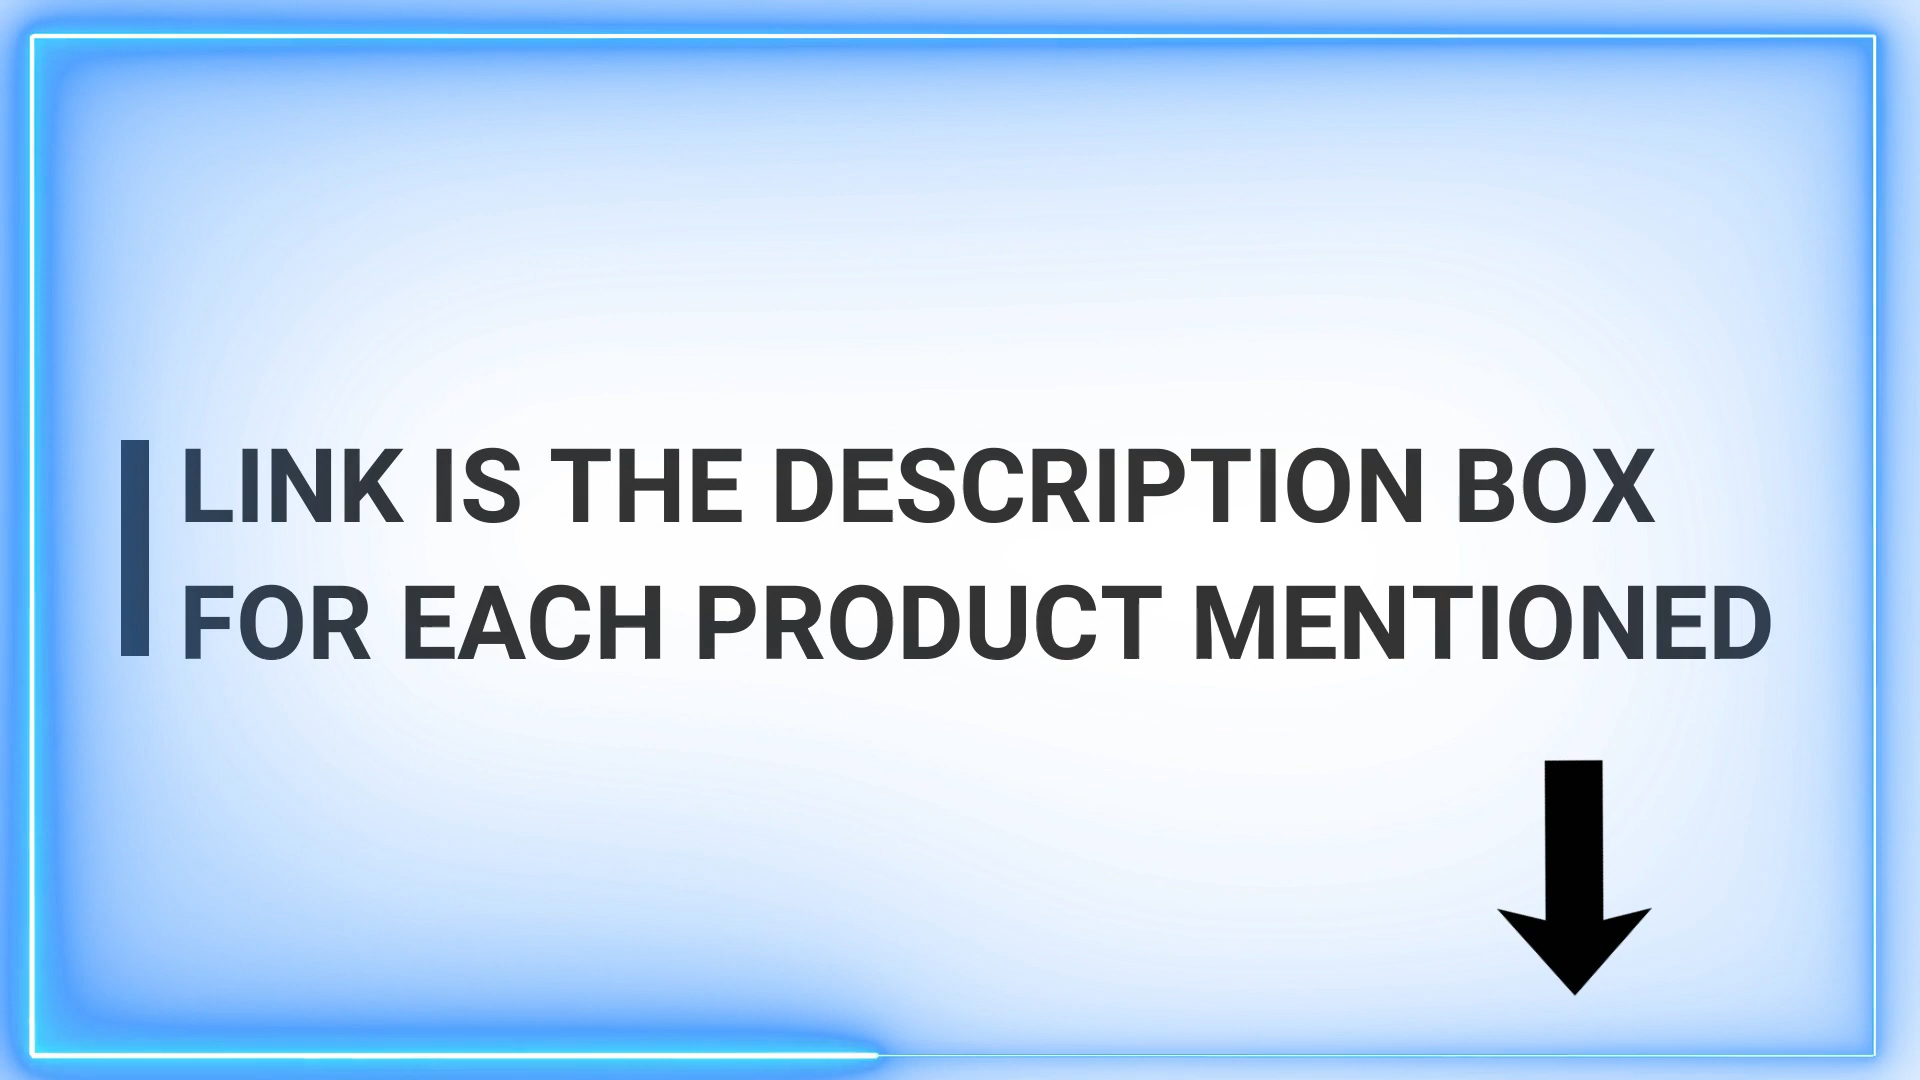 LINK IS THE DESCRIPTION BOX
FOR EACH PRODUCT MENTIONED